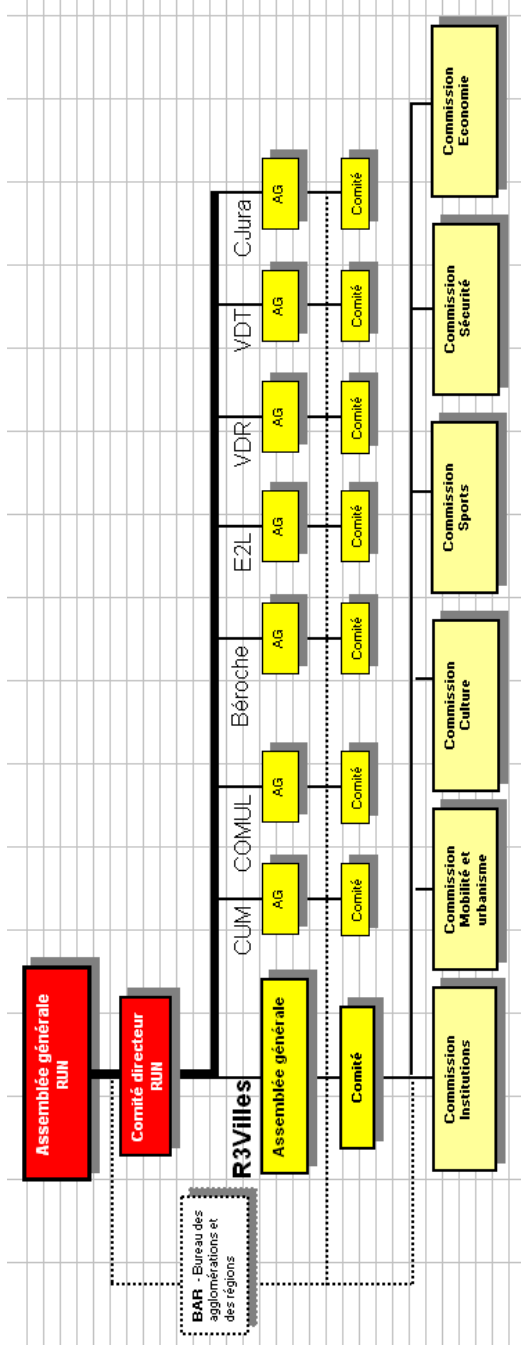 Assemblée générale
RUN
Comité directeur
RUN
BAR - Bureau des
agglomérations et
des régions
R3Villes
CUM
COMUL
Béroche
E2L
VDR
VDT
CJura
Assemblée générale
AG
AG
AG
AG
AG
AG
AG
Comité
Comité
Comité
Comité
Comité
Comité
Comité
Comité
Commission
Institutions
Commission
Mobilité et
urbanisme
Commission
Culture
Commission
Sports
Commission
Sécurité
Commission
Economie